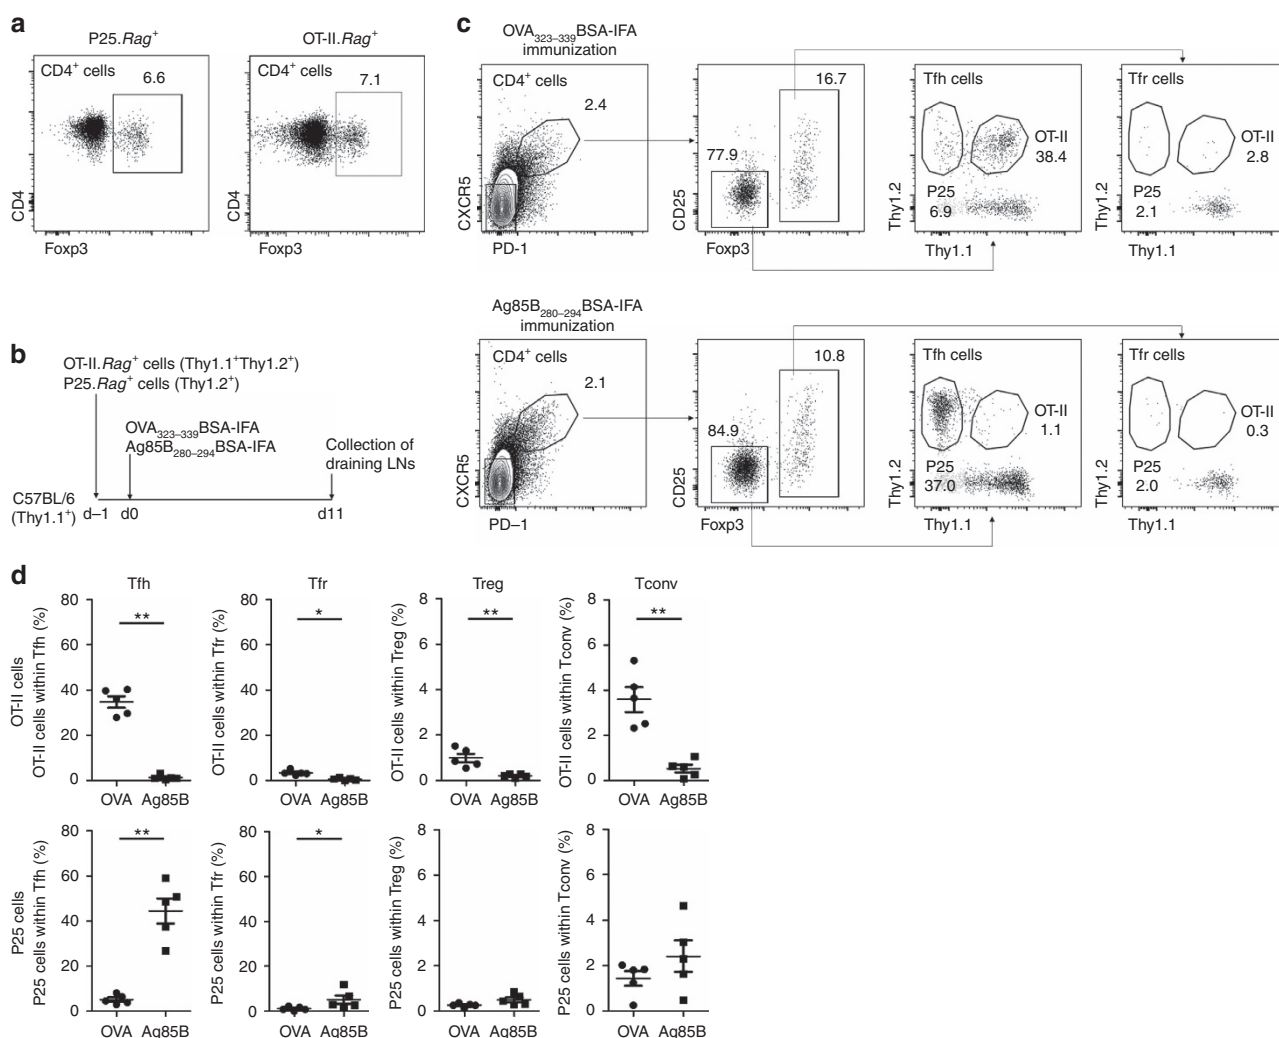 a
P25.Rag⁺
OT-II.Rag⁺
CD4⁺ cells
6.6
CD4⁺ cells
7.1
CD4
CD4
Foxp3
Foxp3
b
OT-II.Rag⁺ cells (Thy1.1⁺Thy1.2⁺)
P25.Rag⁺ cells (Thy1.2⁺)
OVA₃₂₃₋₃₃₉BSA-IFA
Ag85B₂₈₀₋₂₉₄BSA-IFA
Collection of
draining LNs
C57BL/6
(Thy1.1⁺)
d–1
d0
d11
c
OVA₃₂₃₋₃₃₉BSA-IFA
immunization
CD4⁺ cells
2.4
CXCR5
PD-1
16.7
77.9
CD25
Foxp3
Tfh cells
OT-II
38.4
P25
6.9
Thy1.2
Thy1.1
Tfr cells
OT-II
2.8
P25
2.1
Thy1.2
Thy1.1
Ag85B₂₈₀₋₂₉₄BSA-IFA
immunization
CD4⁺ cells
2.1
CXCR5
PD–1
10.8
84.9
CD25
Foxp3
Tfh cells
OT-II
1.1
P25
37.0
Thy1.2
Thy1.1
Tfr cells
OT-II
0.3
P25
2.0
Thy1.2
Thy1.1
d
Tfh
OT-II cells
OT-II cells within Tfh (%)
80
60
40
20
0
**
OVA Ag85B
Tfr
OT-II cells within Tfr (%)
80
60
40
20
0
*
OVA Ag85B
Treg
OT-II cells within Treg (%)
8
6
4
2
0
**
OVA Ag85B
Tconv
OT-II cells within Tconv (%)
8
6
4
2
0
**
OVA Ag85B
P25 cells
P25 cells within Tfh (%)
80
60
40
20
0
**
OVA Ag85B
P25 cells within Tfr (%)
80
60
40
20
0
*
OVA Ag85B
P25 cells within Treg (%)
8
6
4
2
0
OVA Ag85B
P25 cells within Tconv (%)
8
6
4
2
0
OVA Ag85B